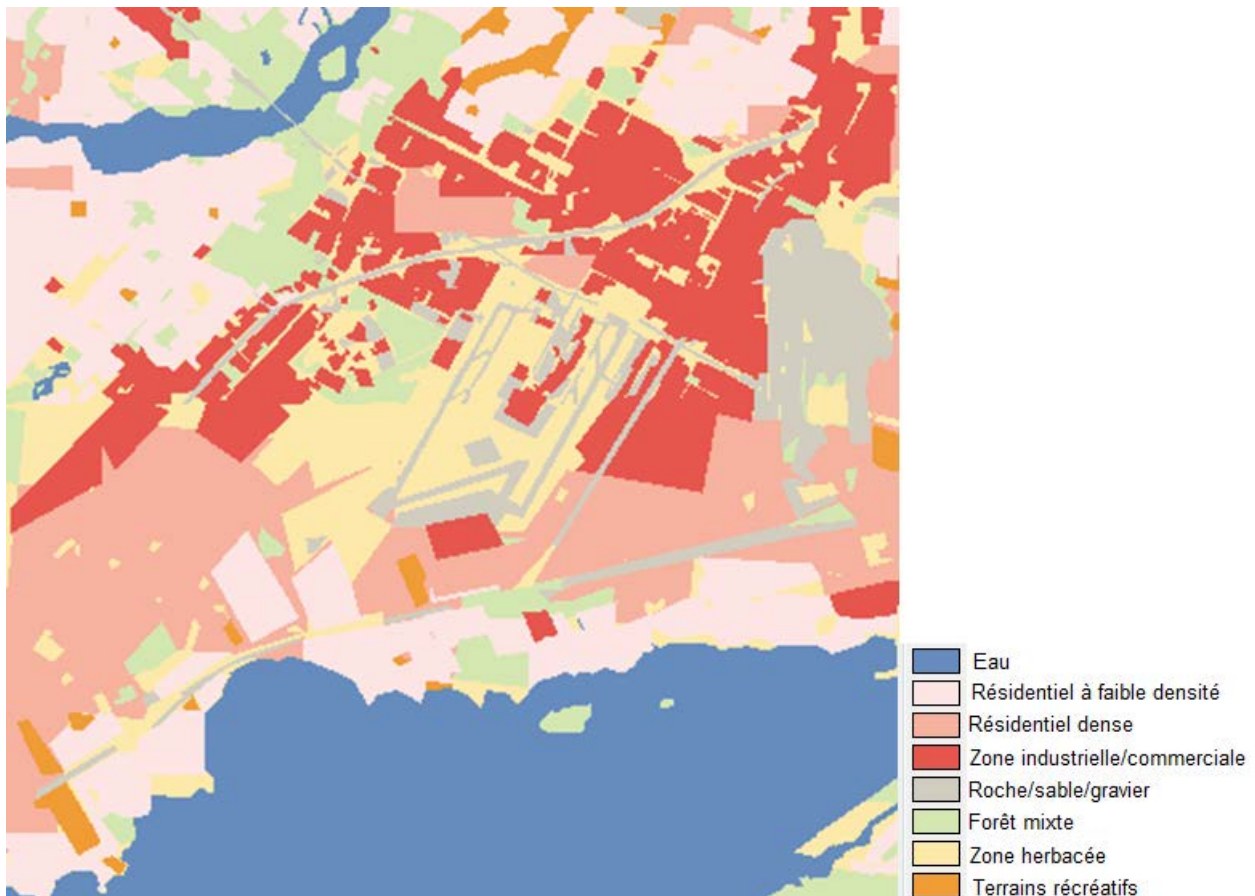 Eau
Résidentiel à faible densité
Résidentiel dense
Zone industrielle/commerciale
Roche/sable/gravier
Forêt mixte
Zone herbacée
Terrains récréatifs